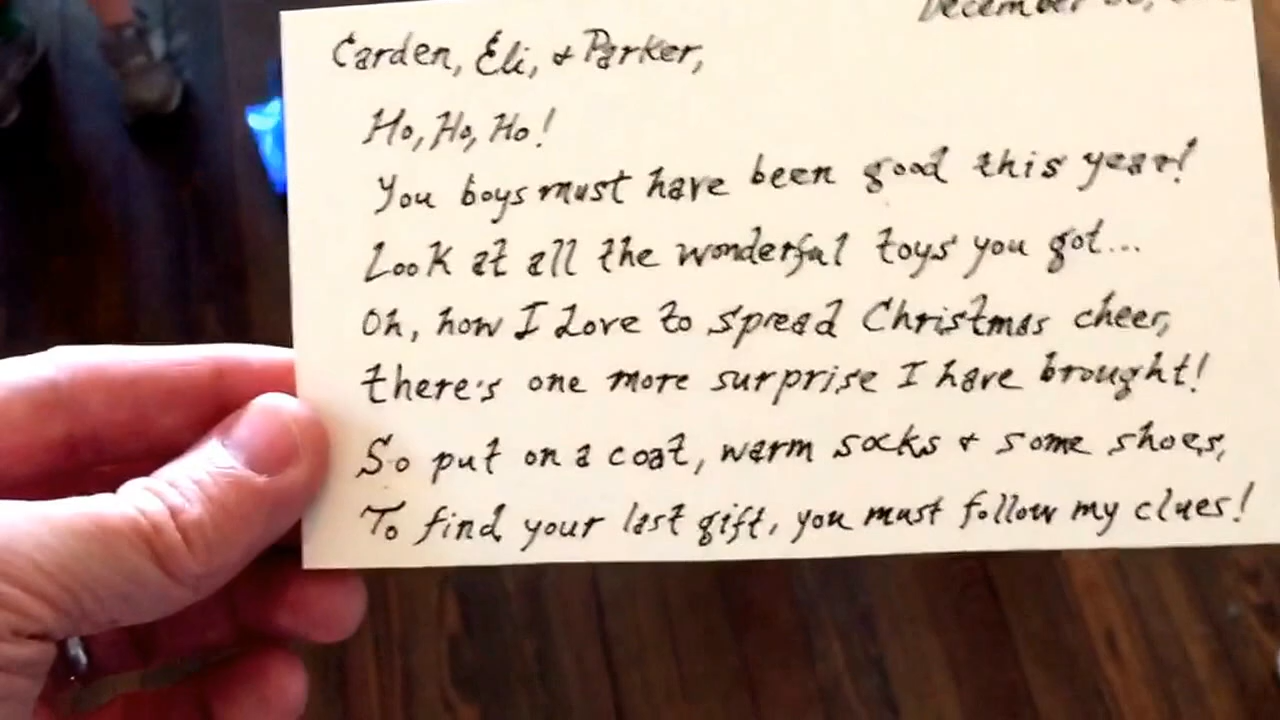 December
Carden, Eli, & Parker,
Ho, Ho, Ho!
You boys must have been good this year!
Look at all the wonderful toys you got...
Oh, how I Love to spread Christmas cheer,
there's one more surprise I have brought!
So put on a coat, warm socks & some shoes,
To find your last gift, you must follow my clues!